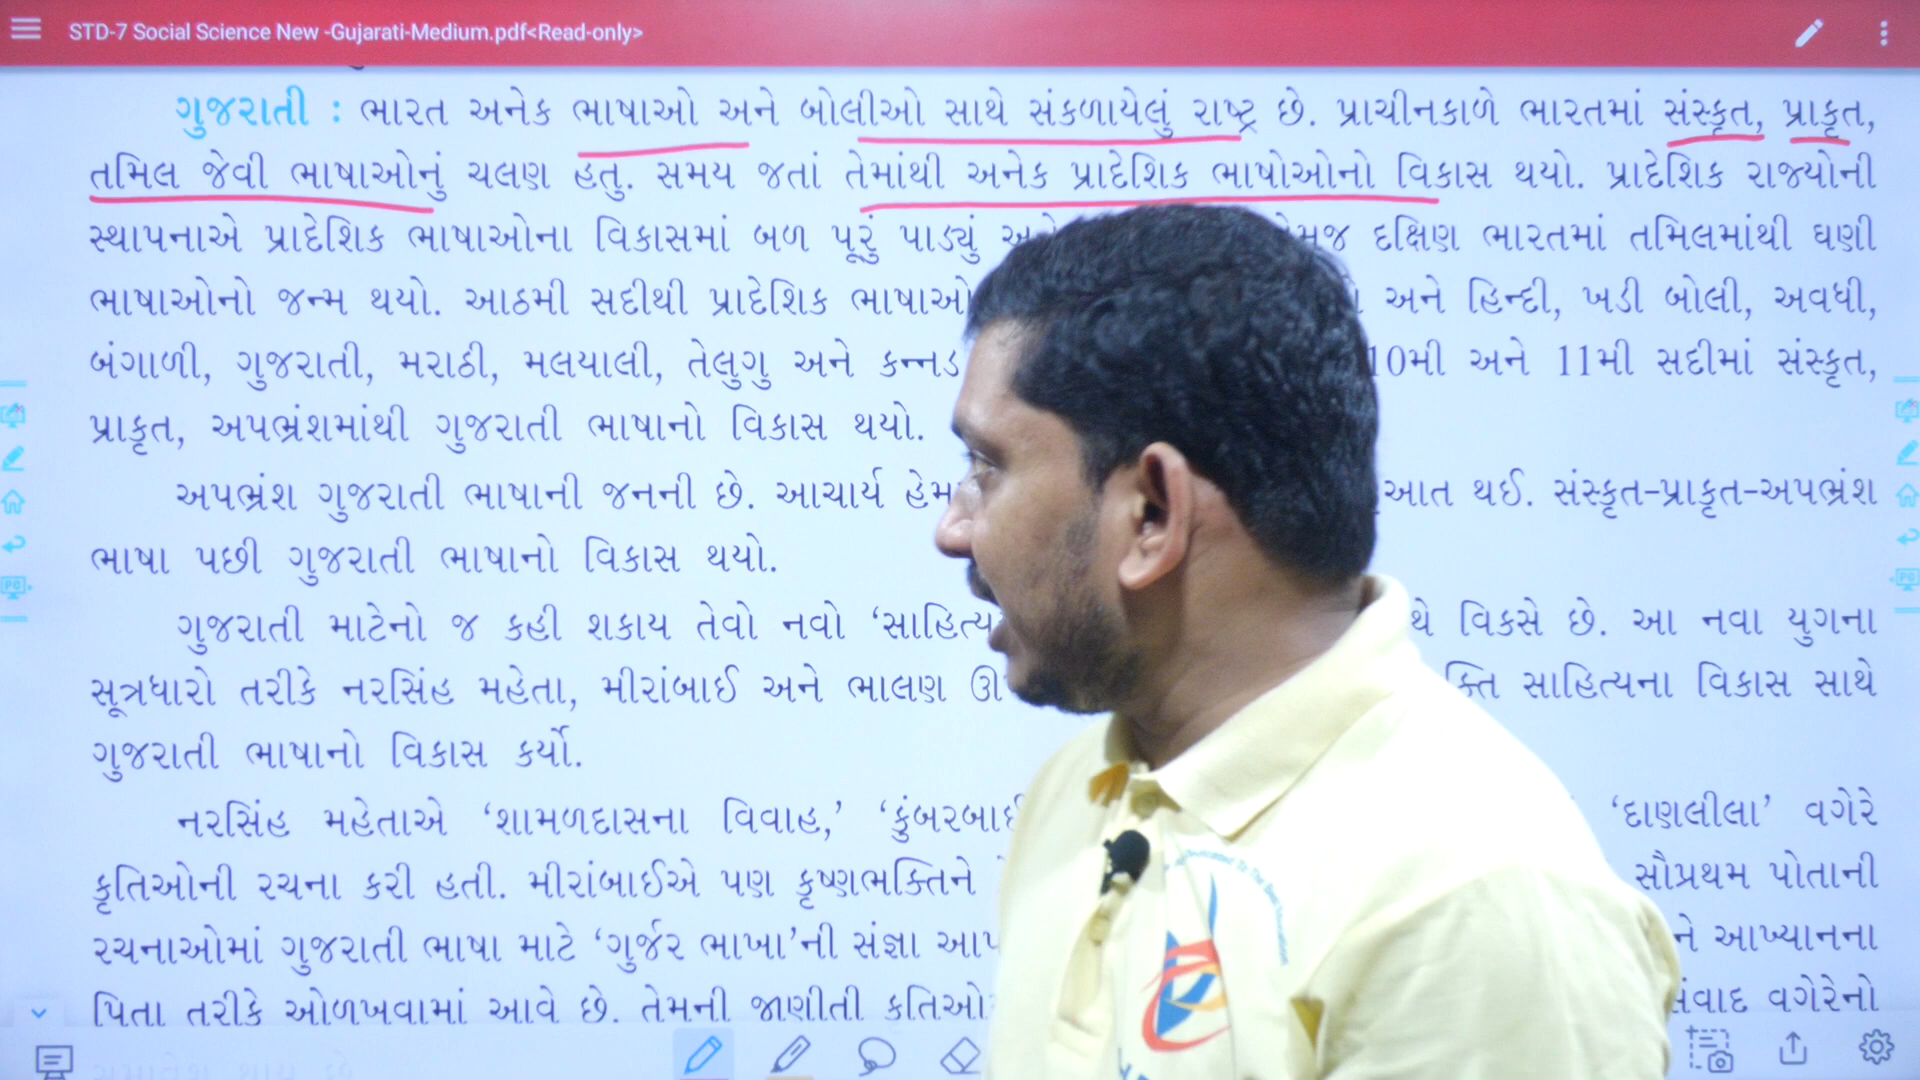 STD-7 Social Science New -Gujarati-Medium.pdf<Read-only>
ગુજરાતી : ભારત અનેક ભાષાઓ અને બોલીઓ સાથે સંકળાયેલું રાષ્ટ્ર છે. પ્રાચીનકાળે ભારતમાં સંસ્કૃત, પ્રાકૃત,
તમિલ જેવી ભાષાઓનું ચલણ હતુ. સમય જતાં તેમાંથી અનેક પ્રાદેશિક ભાષોઓનો વિકાસ થયો. પ્રાદેશિક રાજ્યોની
સ્થાપનાએ પ્રાદેશિક ભાષાઓના વિકાસમાં બળ પૂરું પાડ્યું દક્ષિણ ભારતમાં તમિલમાંથી ઘણી
ભાષાઓનો જન્મ થયો. આઠમી સદીથી પ્રાદેશિક અને હિન્દી, ખડી બોલી, અવધી,
બંગાળી, ગુજરાતી, મરાઠી, મલયાલી, તેલુગુ અને કન્નડ 10મી અને 11મી સદીમાં સંસ્કૃત,
પ્રાકૃત, અપભ્રંશમાંથી ગુજરાતી ભાષાનો વિકાસ થયો.
અપભ્રંશ ગુજરાતી ભાષાની જનની છે. આચાર્ય થઈ. સંસ્કૃત-પ્રાકૃત-અપભ્રંશ
ભાષા પછી ગુજરાતી ભાષાનો વિકાસ થયો.
ગુજરાતી માટેનો જ કહી શકાય તેવો નવો વિકસે છે. આ નવા યુગના
સૂત્રધારો તરીકે નરસિંહ મહેતા, મીરાંબાઈ અને ભાલણ સાહિત્યના વિકાસ સાથે
ગુજરાતી ભાષાનો વિકાસ કર્યો.
નરસિંહ મહેતાએ ‘શામળદાસના વિવાહ,’ ‘દાણલીલા’ વગેરે
કૃતિઓની રચના કરી હતી. મીરાંબાઈએ પણ કૃષ્ણભક્તિને સૌપ્રથમ પોતાની
રચનાઓમાં ગુજરાતી ભાષા માટે ‘ગુર્જર ભાખા’ની સંજ્ઞા આખ્યાનના
પિતા તરીકે ઓળખવામાં આવે છે. તેમની જાણીતી વગેરેનો